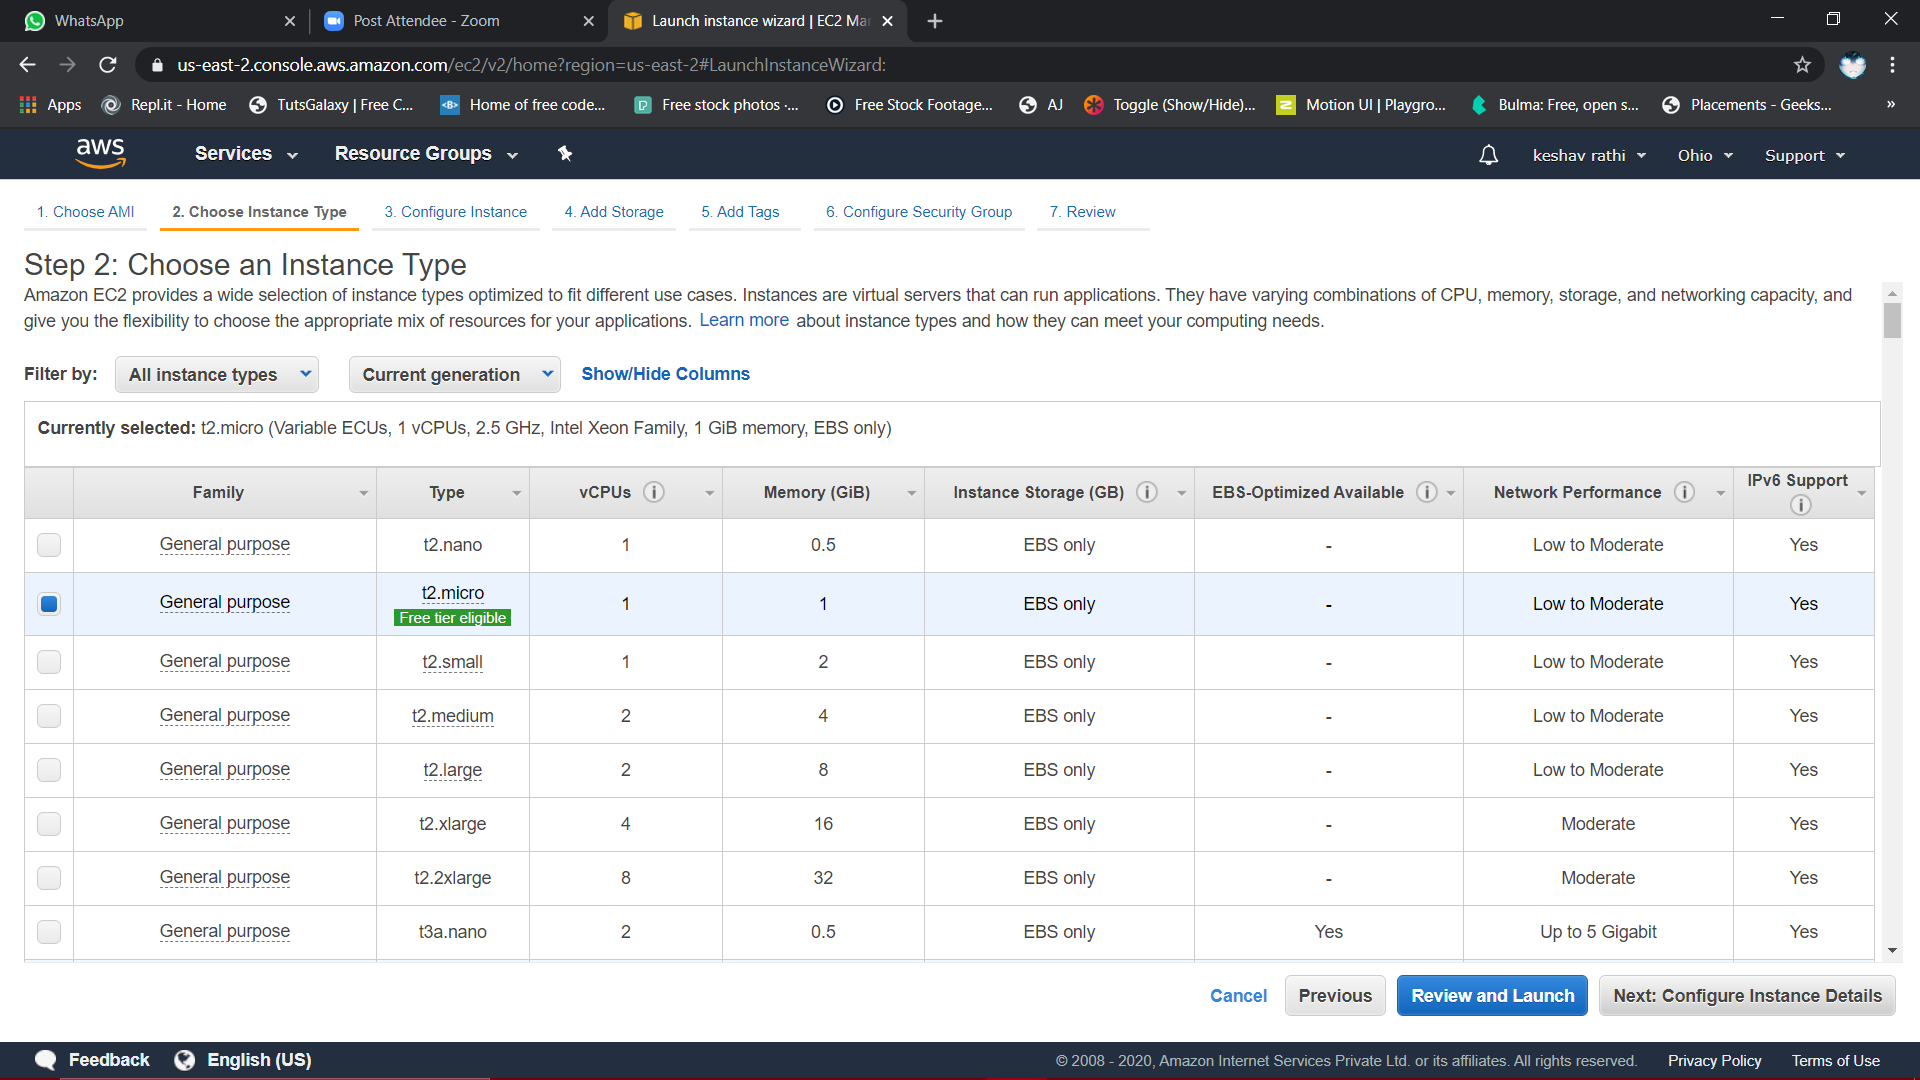 WhatsApp
Post Attendee - Zoom
Launch instance wizard | EC2 Ma
us-east-2.console.aws.amazon.com/ec2/v2/home?region=us-east-2#LaunchInstanceWizard:
Apps Repl.it - Home TutsGalaxy | Free C... Home of free code... Free stock photos ·... Free Stock Footage... AJ Toggle (Show/Hide)... Motion UI | Playgro... Bulma: Free, open s... Placements - Geeks... »
aws Services Resource Groups keshav rathi Ohio Support
1. Choose AMI 2. Choose Instance Type 3. Configure Instance 4. Add Storage 5. Add Tags 6. Configure Security Group 7. Review
Step 2: Choose an Instance Type
Amazon EC2 provides a wide selection of instance types optimized to fit different use cases. Instances are virtual servers that can run applications. They have varying combinations of CPU, memory, storage, and networking capacity, and
give you the flexibility to choose the appropriate mix of resources for your applications. Learn more about instance types and how they can meet your computing needs.
Filter by: All instance types Current generation Show/Hide Columns
Currently selected: t2.micro (Variable ECUs, 1 vCPUs, 2.5 GHz, Intel Xeon Family, 1 GiB memory, EBS only)
Family Type vCPUs Memory (GiB) Instance Storage (GB) EBS-Optimized Available Network Performance IPv6 Support
General purpose t2.nano 1 0.5 EBS only - Low to Moderate Yes
General purpose t2.micro 1 1 EBS only - Low to Moderate Yes
Free tier eligible
General purpose t2.small 1 2 EBS only - Low to Moderate Yes
General purpose t2.medium 2 4 EBS only - Low to Moderate Yes
General purpose t2.large 2 8 EBS only - Low to Moderate Yes
General purpose t2.xlarge 4 16 EBS only - Moderate Yes
General purpose t2.2xlarge 8 32 EBS only - Moderate Yes
General purpose t3a.nano 2 0.5 EBS only Yes Up to 5 Gigabit Yes
Cancel Previous Review and Launch Next: Configure Instance Details
Feedback English (US) © 2008 - 2020, Amazon Internet Services Private Ltd. or its affiliates. All rights reserved. Privacy Policy Terms of Use